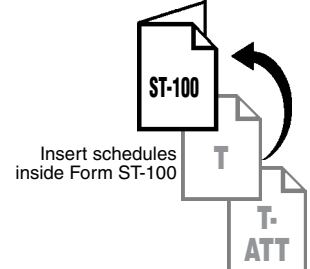 ST-100
Insert schedules
inside Form ST-100
T
T-
ATT